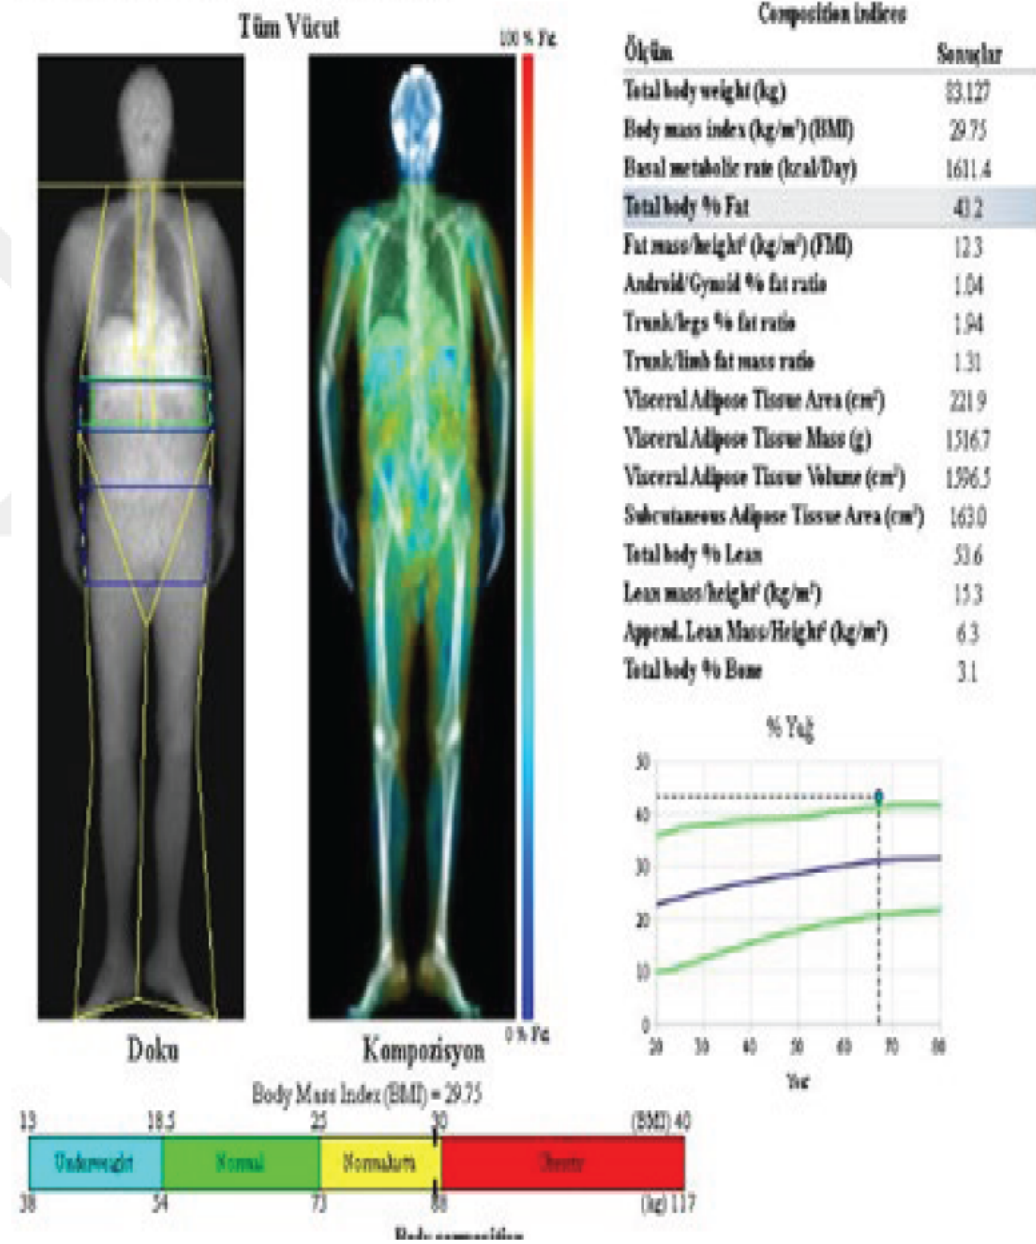 Tüm Vücut
100 % Fat
Composition indices
Ölçüm Sonuçlar
Total body weight (kg) 83.127
Body mass index (kg/m²) (BMI) 29.75
Basal metabolic rate (kcal/Day) 1611.4
Total body % Fat 43.2
Fat mass/height² (kg/m²) (FMI) 12.3
Android/Gynoid % fat ratio 1.04
Trunk/legs % fat ratio 1.94
Trunk/limb fat mass ratio 1.31
Visceral Adipose Tissue Area (cm²) 221.9
Visceral Adipose Tissue Mass (g) 1516.7
Visceral Adipose Tissue Volume (cm³) 1596.5
Subcutaneous Adipose Tissue Area (cm²) 163.0
Total body % Lean 53.6
Lean mass/height² (kg/m²) 15.3
Append. Lean Mass/Height² (kg/m²) 6.3
Total body % Bone 3.1
% Yağ
50
40
30
20
10
0
20 30 40 50 60 70 80
0 % Fat
Doku Kompozisyon
Body Mass Index (BMI) = 29.75
13 18.5 25 30 (BMI) 40
Underweight Normal Obesity
38 54 73 88 (kg) 117
Body composition